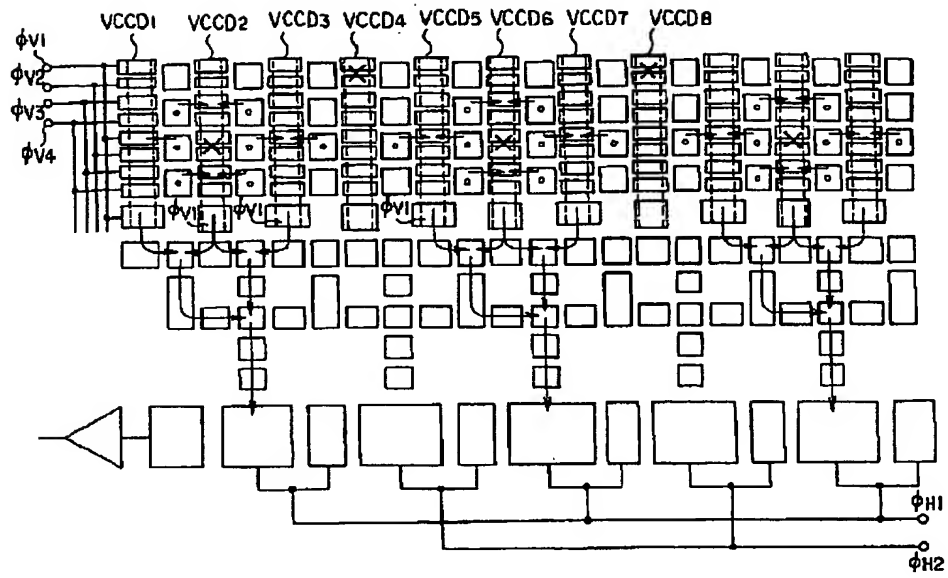 VCCD1 VCCD2 VCCD3 VCCD4 VCCD5 VCCD6 VCCD7 VCCD8
φV1
φV2
φV3
φV4
φV1 φV1 φV1
φH1
φH2